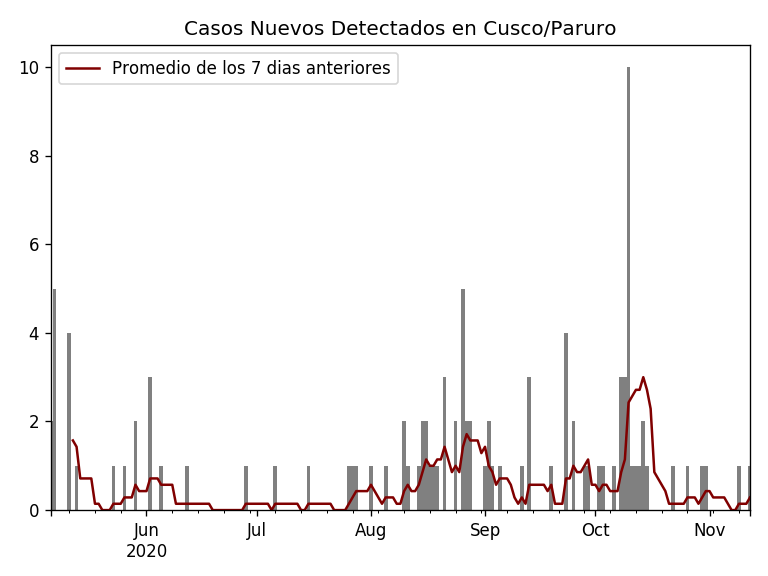 Casos Nuevos Detectados en Cusco/Paruro
Promedio de los 7 dias anteriores
10
8
6
4
2
0
Jun Jul Aug Sep Oct Nov
2020